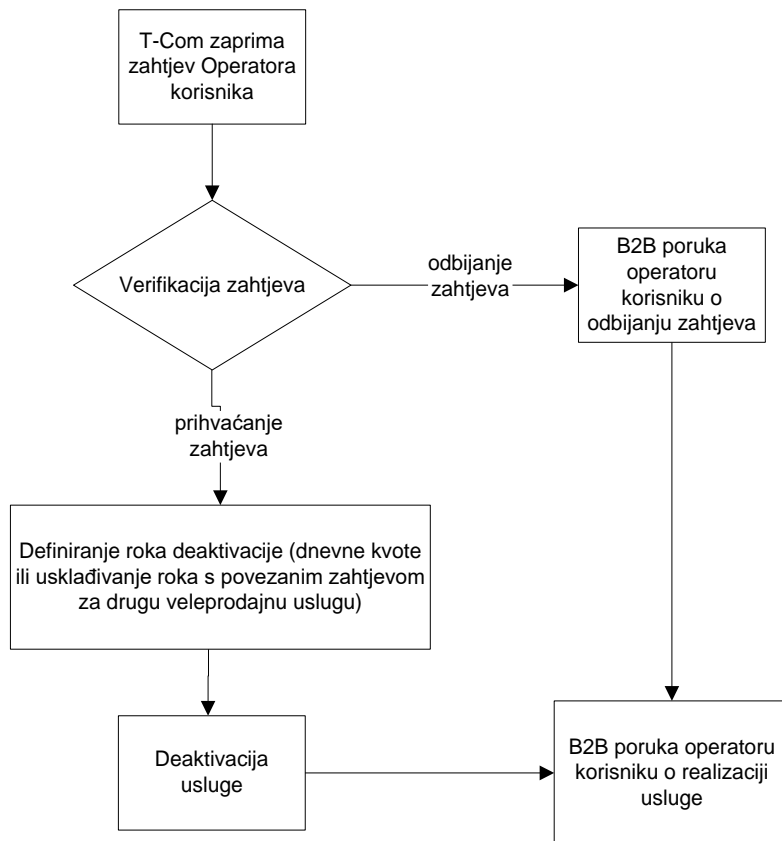 T-Com zaprima
zahtjev Operatora
korisnika
Verifikacija zahtjeva
odbijanje
zahtjeva
B2B poruka
operatoru
korisniku o
odbijanju zahtjeva
prihvaćanje
zahtjeva
Definiranje roka deaktivacije (dnevne kvote
ili usklađivanje roka s povezanim zahtjevom
za drugu veleprodajnu uslugu)
Deaktivacija
usluge
B2B poruka operatoru
korisniku o realizaciji
usluge